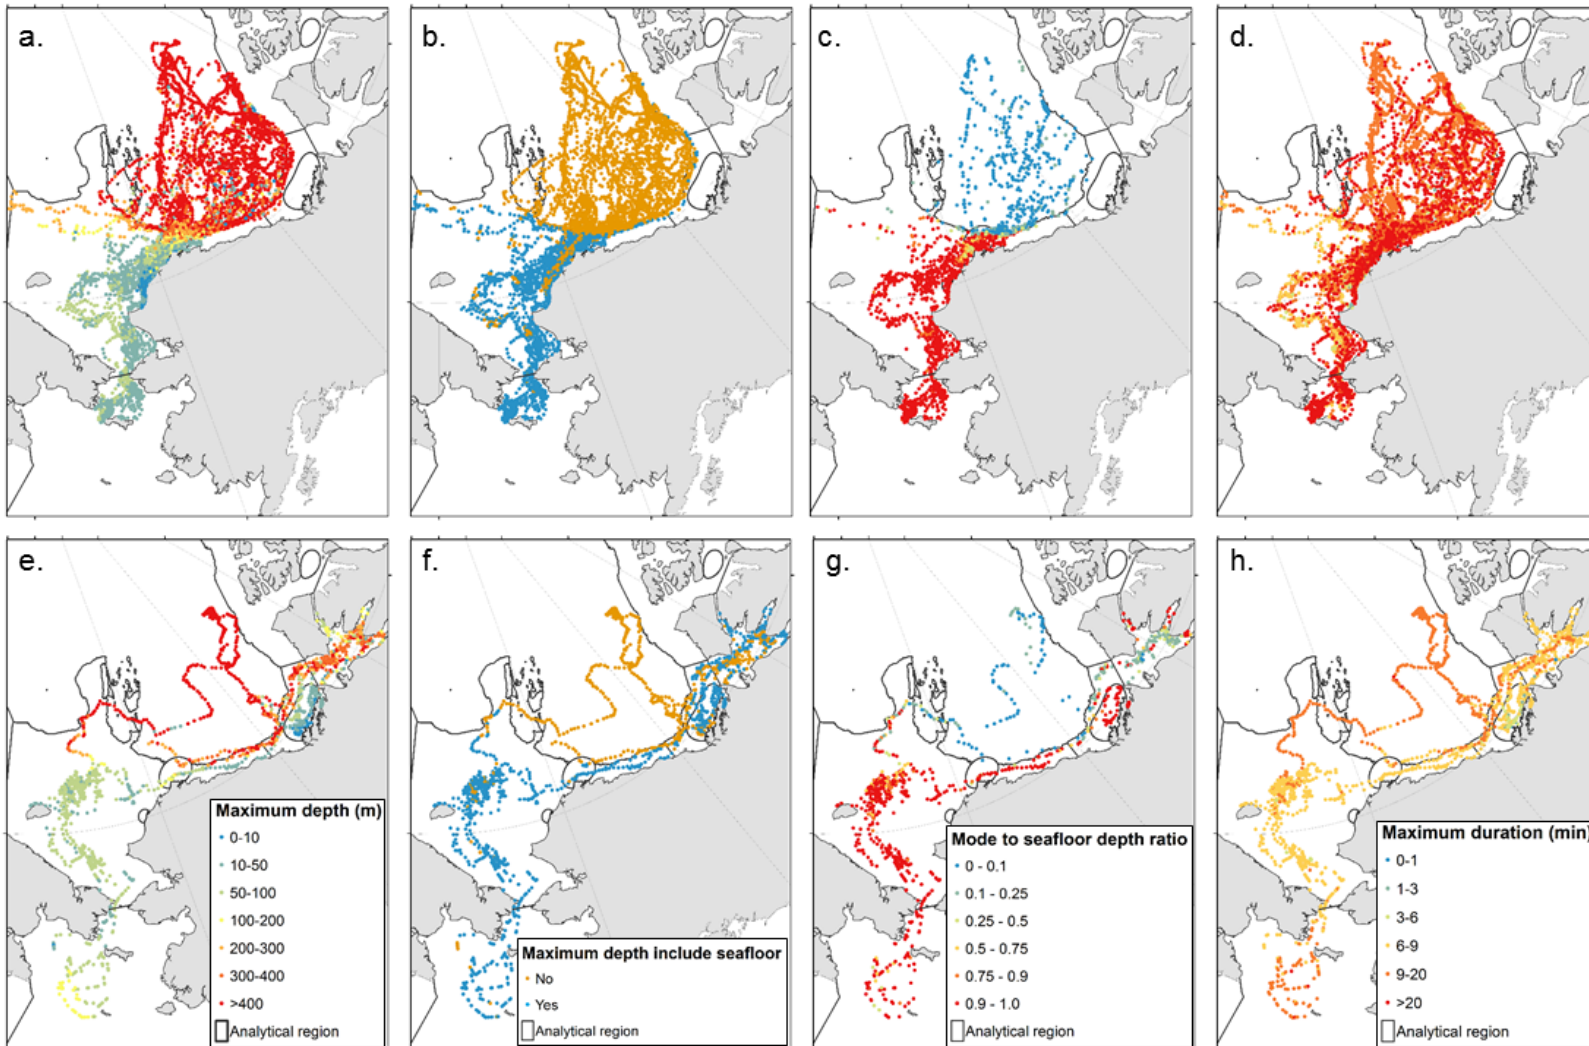 a.
b.
c.
d.
e.
f.
g.
h.
Maximum depth (m)
0-10
10-50
50-100
100-200
200-300
300-400
>400
Analytical region
Maximum depth include seafloor
No
Yes
Analytical region
Mode to seafloor depth ratio
0 - 0.1
0.1 - 0.25
0.25 - 0.5
0.5 - 0.75
0.75 - 0.9
0.9 - 1.0
Analytical region
Maximum duration (min)
0-1
1-3
3-6
6-9
9-20
>20
Analytical region